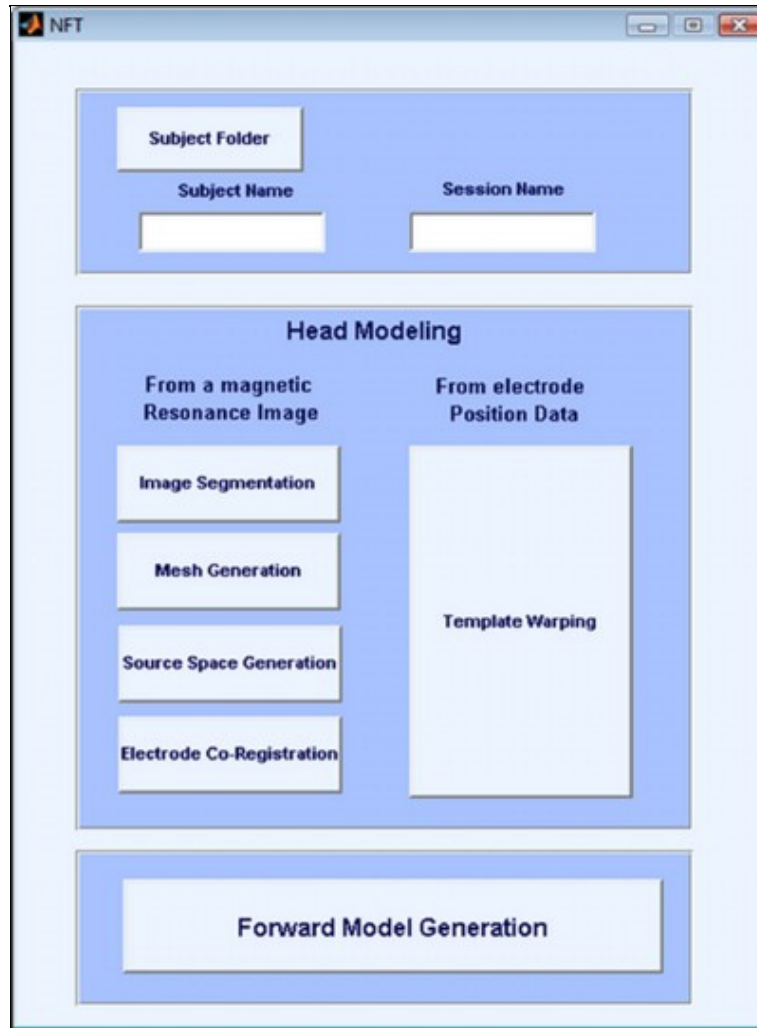 NFT
Subject Folder
Subject Name
Session Name
Head Modeling
From a magnetic
Resonance Image
From electrode
Position Data
Image Segmentation
Mesh Generation
Source Space Generation
Electrode Co-Registration
Template Warping
Forward Model Generation